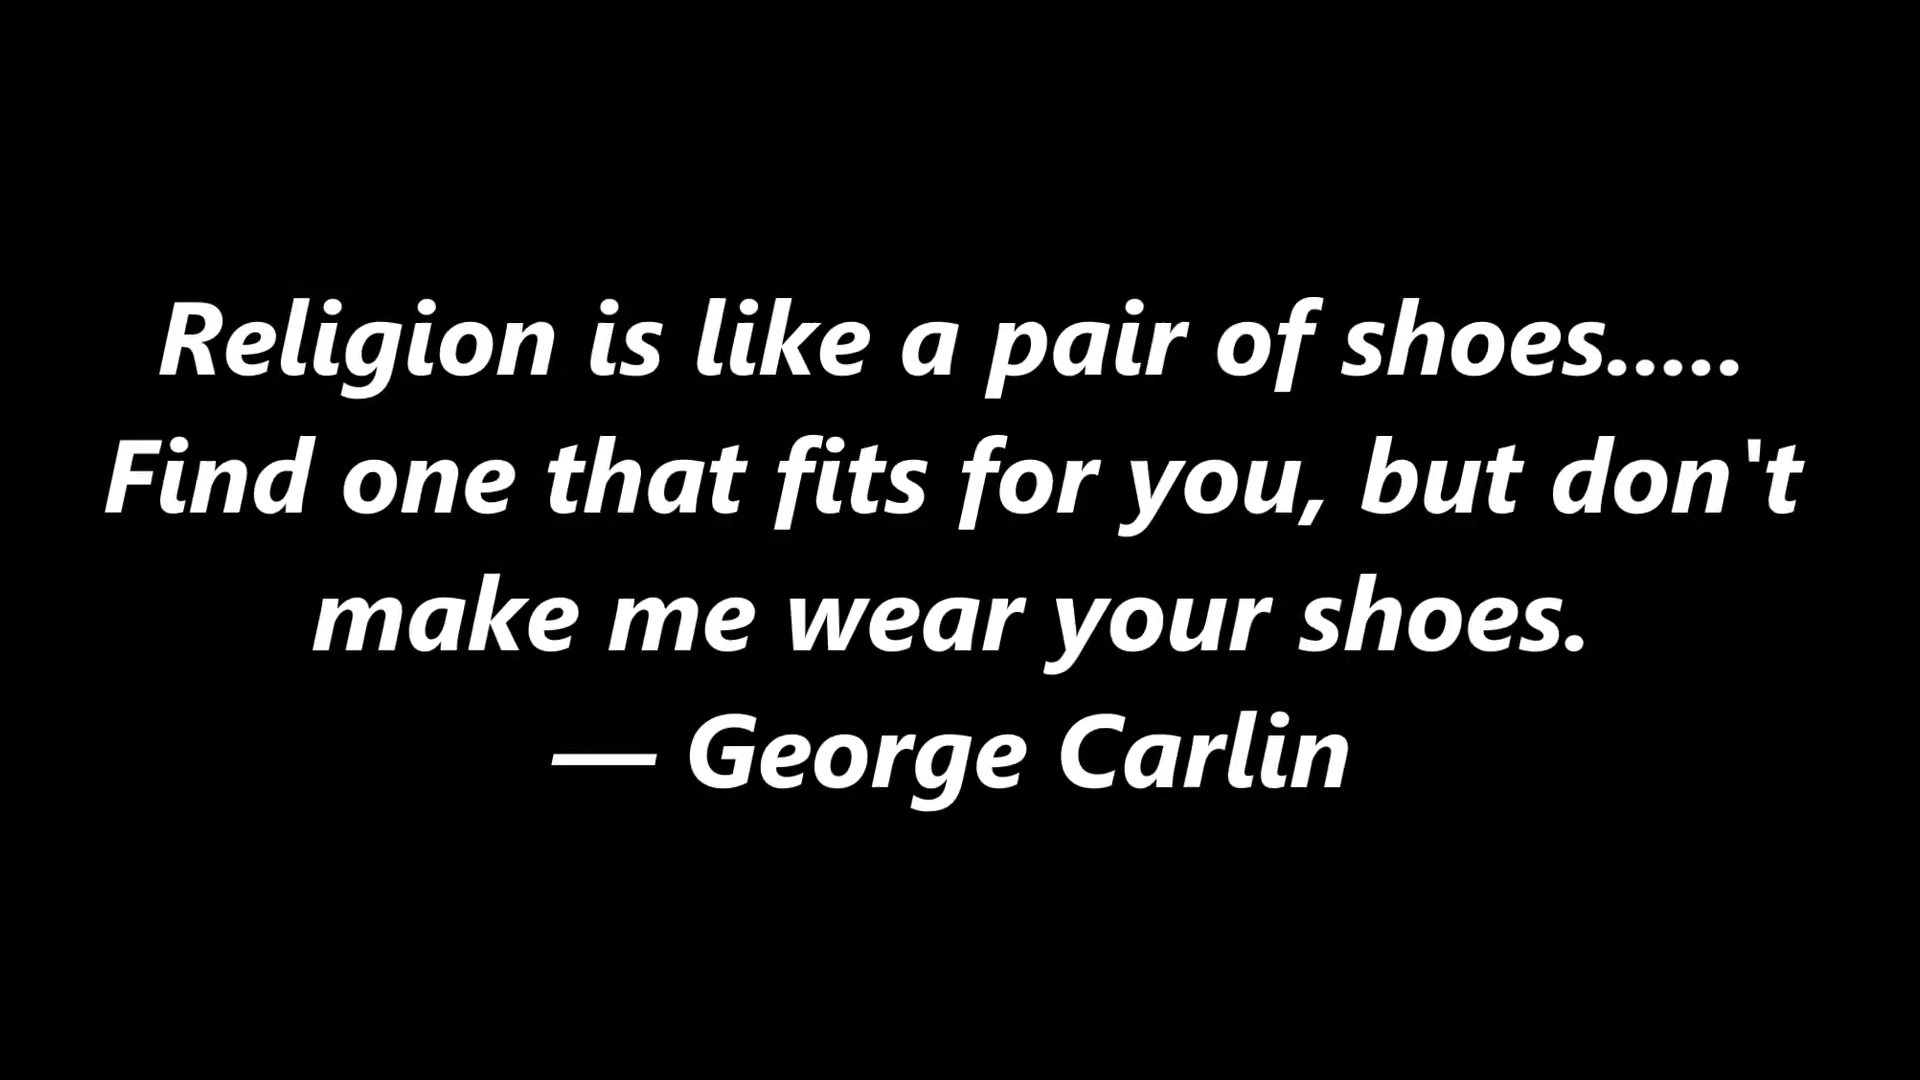 Religion is like a pair of shoes.....
Find one that fits for you, but don't
make me wear your shoes.
— George Carlin